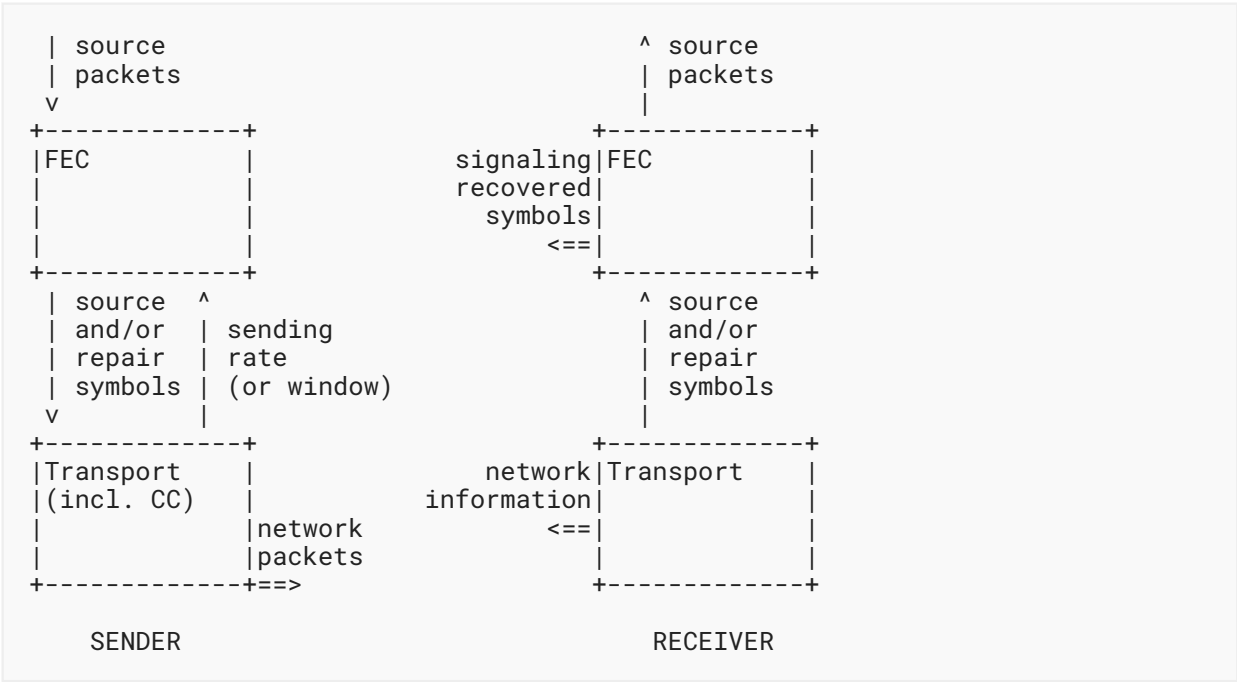 | source                               ^ source
 | packets                              | packets
 v                                      |
+-------------+                      +-------------+
|FEC          |             signaling|FEC          |
|             |             recovered|             |
|             |               symbols|             |
|             |                   <==|             |
+-------------+                      +-------------+
 | source  ^                            ^ source
 | and/or  | sending                    | and/or
 | repair  | rate                       | repair
 | symbols | (or window)                | symbols
 v         |                            |
+-------------+                      +-------------+
|Transport    |               network|Transport    |
|(incl. CC)   |           information|             |
|             |network            <==|             |
|             |packets               |             |
+-------------+==>                   +-------------+

    SENDER                               RECEIVER